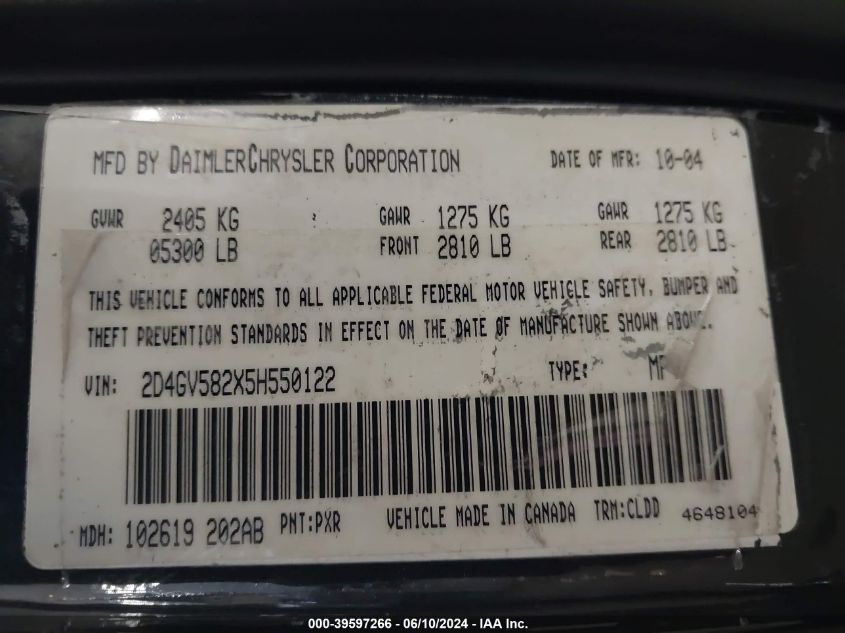 MFD BY DAIMLERCHRYSLER CORPORATION DATE OF MFR: 10-04
GVWR 2405 KG GAWR 1275 KG GAWR 1275 KG
05300 LB FRONT 2810 LB REAR 2810 LB
THIS VEHICLE CONFORMS TO ALL APPLICABLE FEDERAL MOTOR VEHICLE SAFETY, BUMPER AND
THEFT PREVENTION STANDARDS IN EFFECT ON THE DATE OF MANUFACTURE SHOWN ABOVE.
VIN: 2D4GV582X5H550122 TYPE:
MDH: 102619 202AB PNT:PXR VEHICLE MADE IN CANADA TRM:CLDD 4648104
000-39597266 - 06/10/2024 - IAA Inc.